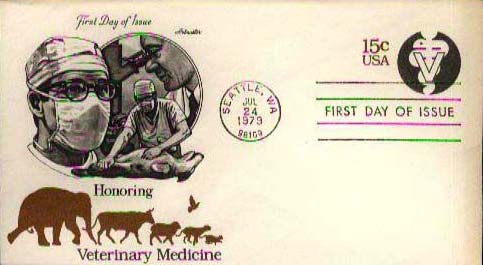 First Day of Issue
Artmaster
Honoring
Veterinary Medicine
SEATTLE, WA
JUL
24
1979
98109
15c
USA
V
FIRST DAY OF ISSUE